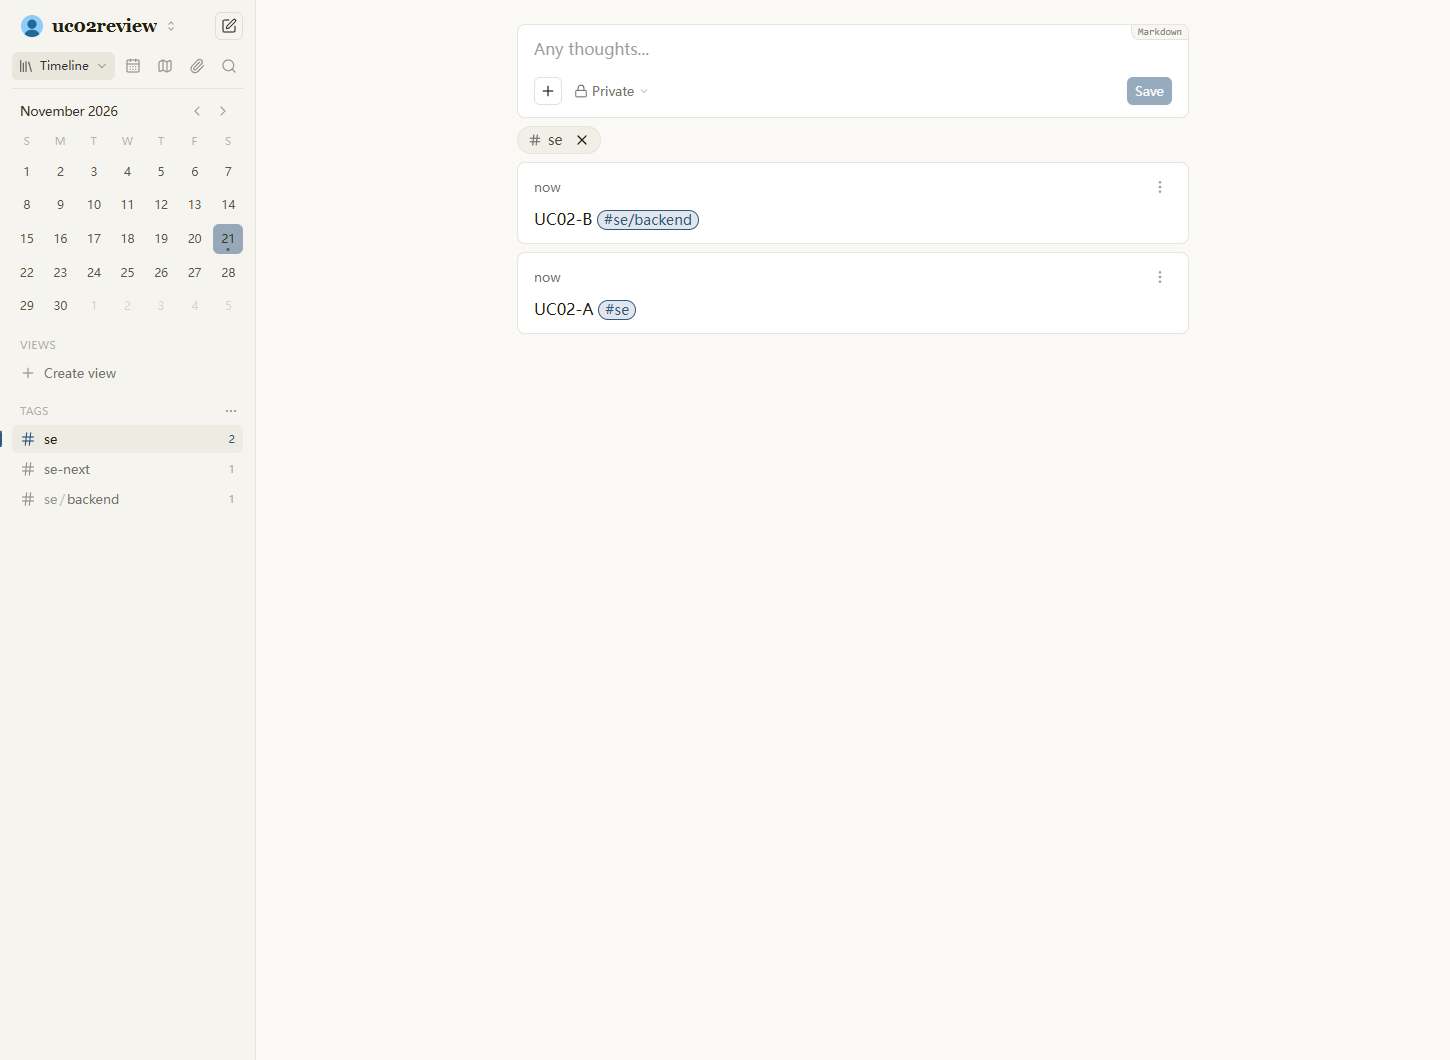 uc02review
Timeline
November 2026
S M T W T F S
1 2 3 4 5 6 7
8 9 10 11 12 13 14
15 16 17 18 19 20 21
22 23 24 25 26 27 28
29 30 1 2 3 4 5
VIEWS
Create view
TAGS
# se 2
# se-next 1
# se/backend 1
Markdown
Any thoughts...
Private
Save
# se
now
UC02-B #se/backend
now
UC02-A #se